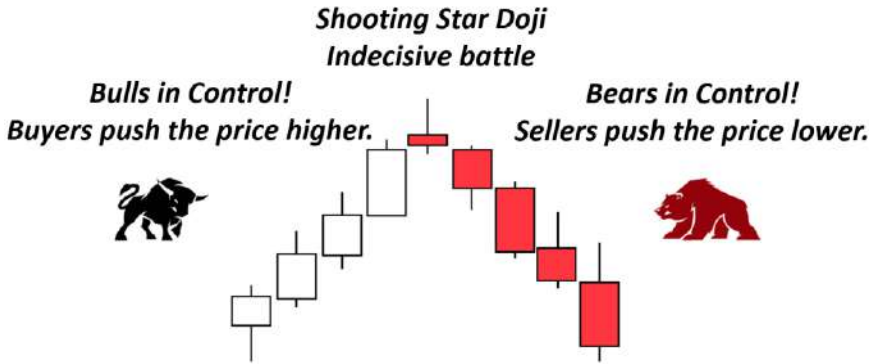 Shooting Star Doji
Indecisive battle
Bulls in Control!
Buyers push the price higher.
Bears in Control!
Sellers push the price lower.